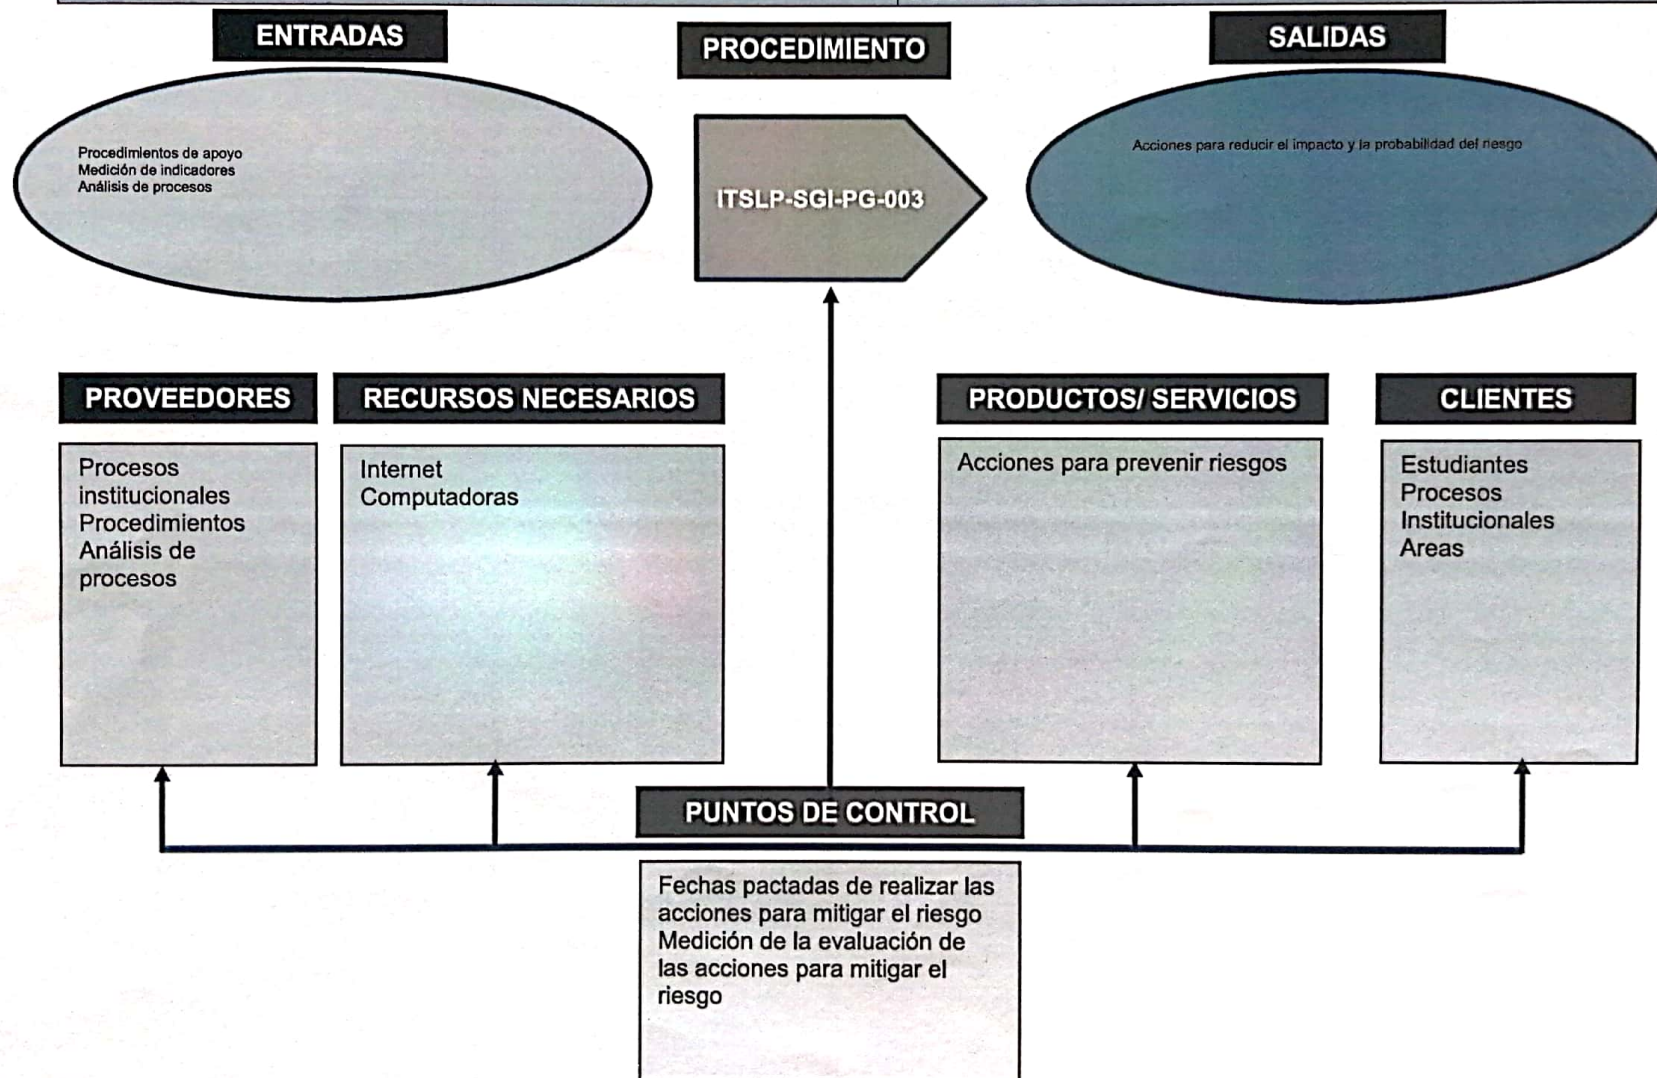 ENTRADAS
PROCEDIMIENTO
SALIDAS
Procedimientos de apoyo
Medición de indicadores
Análisis de procesos
ITSLP-SGI-PG-003
Acciones para reducir el impacto y la probabilidad del riesgo
PROVEEDORES
RECURSOS NECESARIOS
PRODUCTOS/ SERVICIOS
CLIENTES
Procesos
institucionales
Procedimientos
Análisis de
procesos
Internet
Computadoras
Acciones para prevenir riesgos
Estudiantes
Procesos
Institucionales
Areas
PUNTOS DE CONTROL
Fechas pactadas de realizar las
acciones para mitigar el riesgo
Medición de la evaluación de
las acciones para mitigar el
riesgo